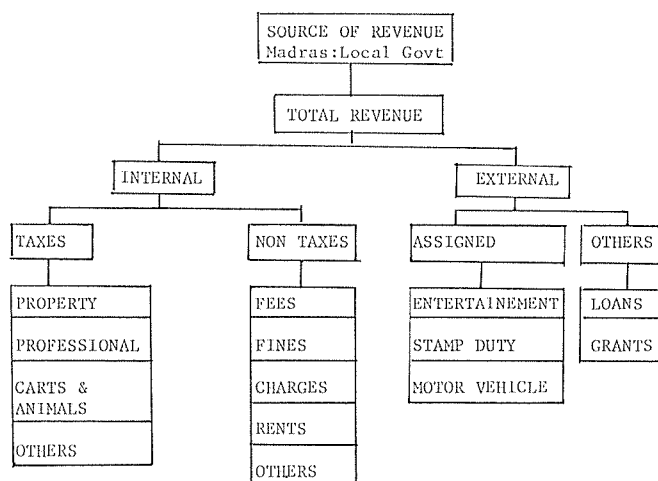 SOURCE OF REVENUE
Madras:Local Govt
TOTAL REVENUE
INTERNAL
EXTERNAL
TAXES
NON TAXES
ASSIGNED
OTHERS
PROPERTY
PROFESSIONAL
CARTS &
ANIMALS
OTHERS
FEES
FINES
CHARGES
RENTS
OTHERS
ENTERTAINEMENT
STAMP DUTY
MOTOR VEHICLE
LOANS
GRANTS